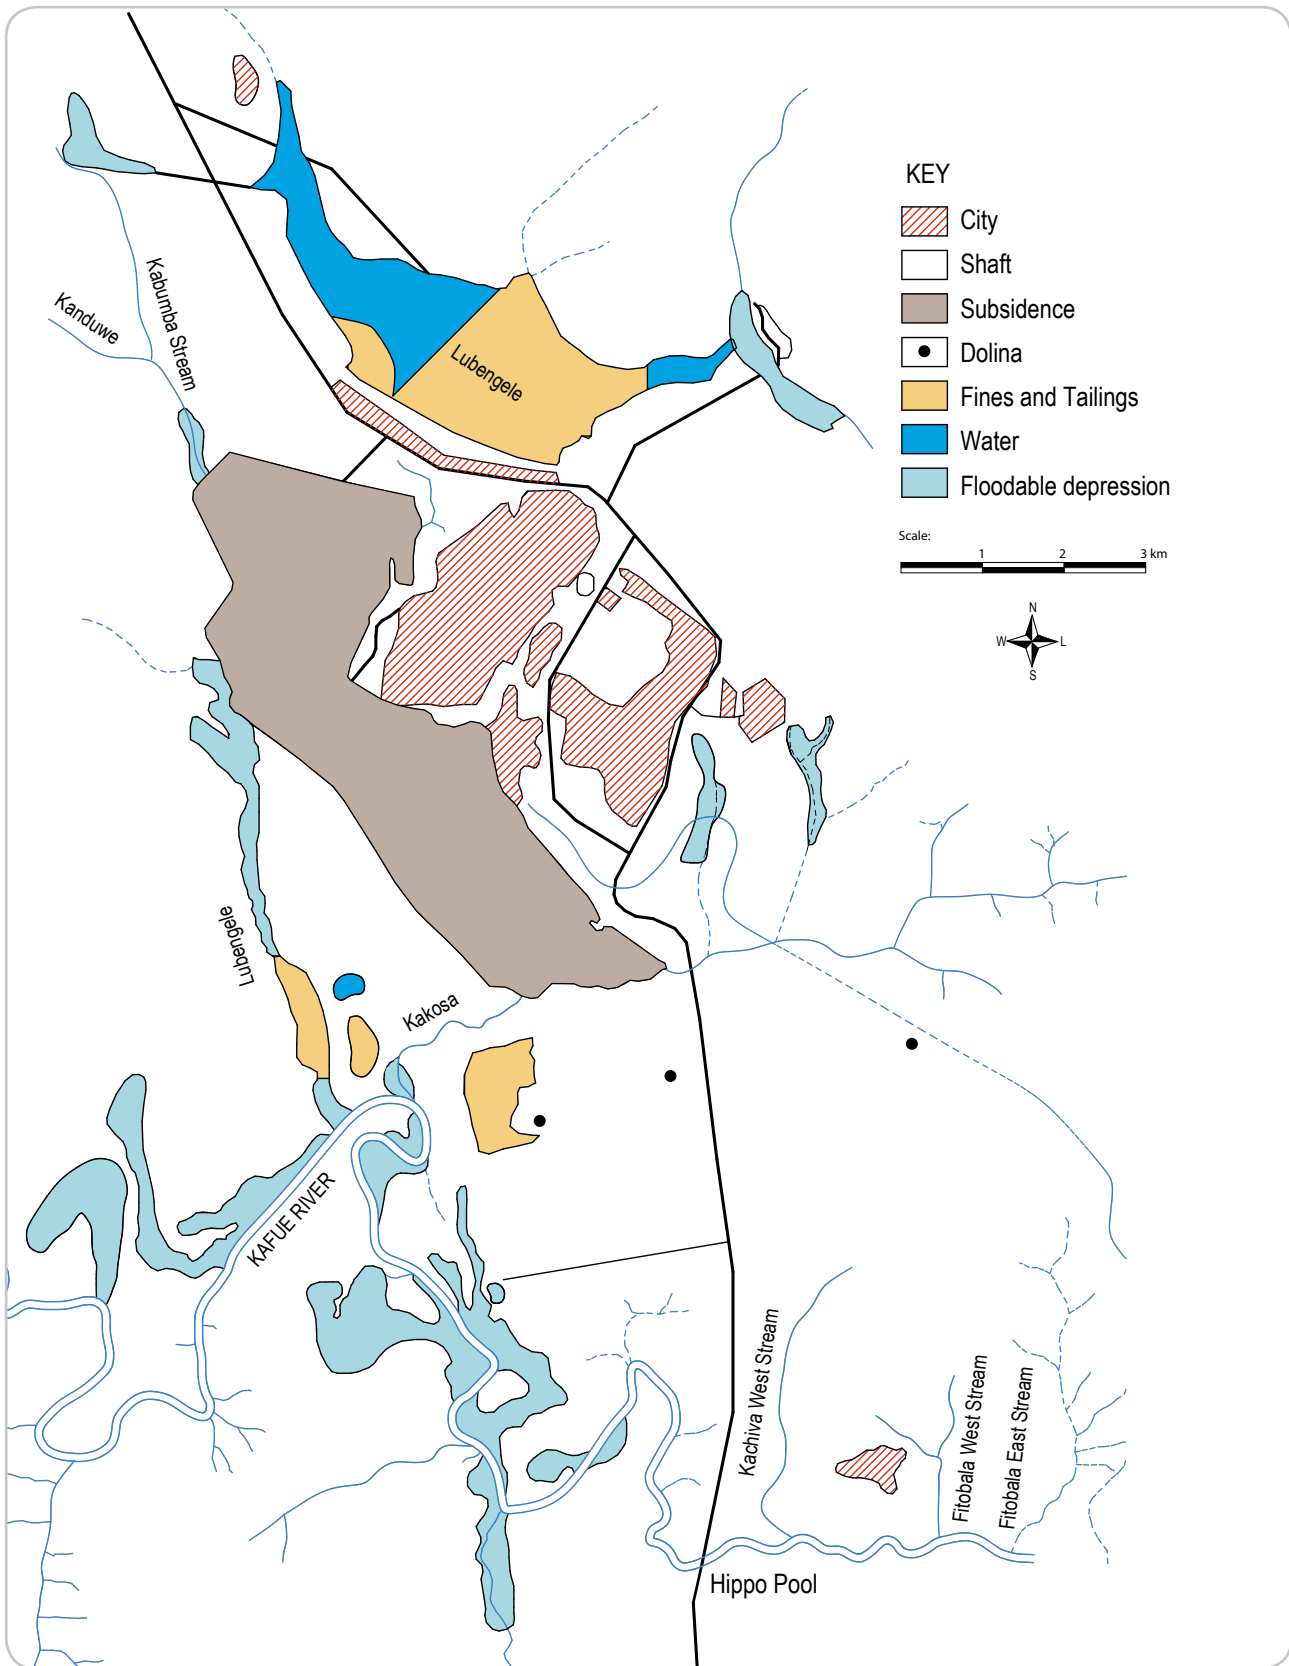 KEY
City
Shaft
Subsidence
Dolina
Fines and Tailings
Water
Floodable depression
Scale:
1 2 3 km
N
W L
S
Kabumba Stream
Kanduwe
Lubengele
Lubengele
Kakosa
KAFUE RIVER
Kachiva West Stream
Fitobala West Stream
Fitobala East Stream
Hippo Pool